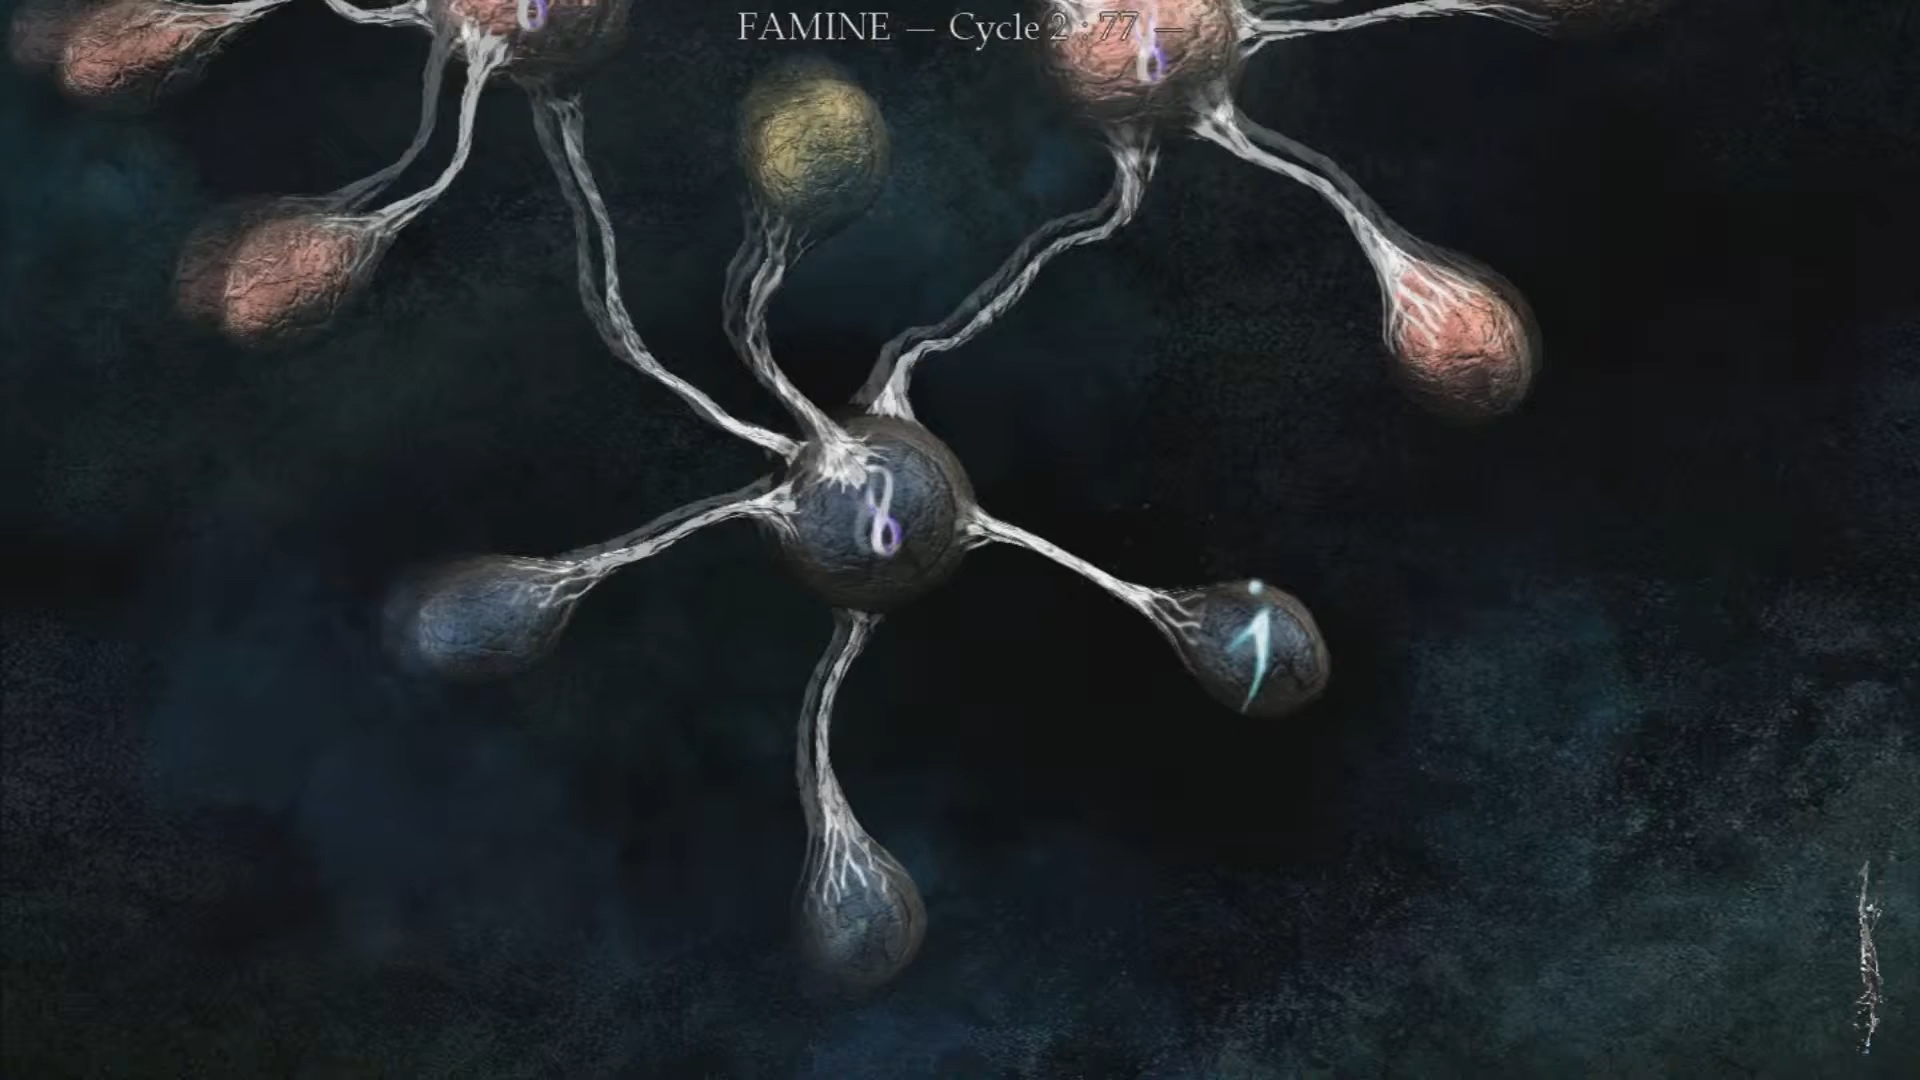 FAMINE — Cycle 2 : 77 —